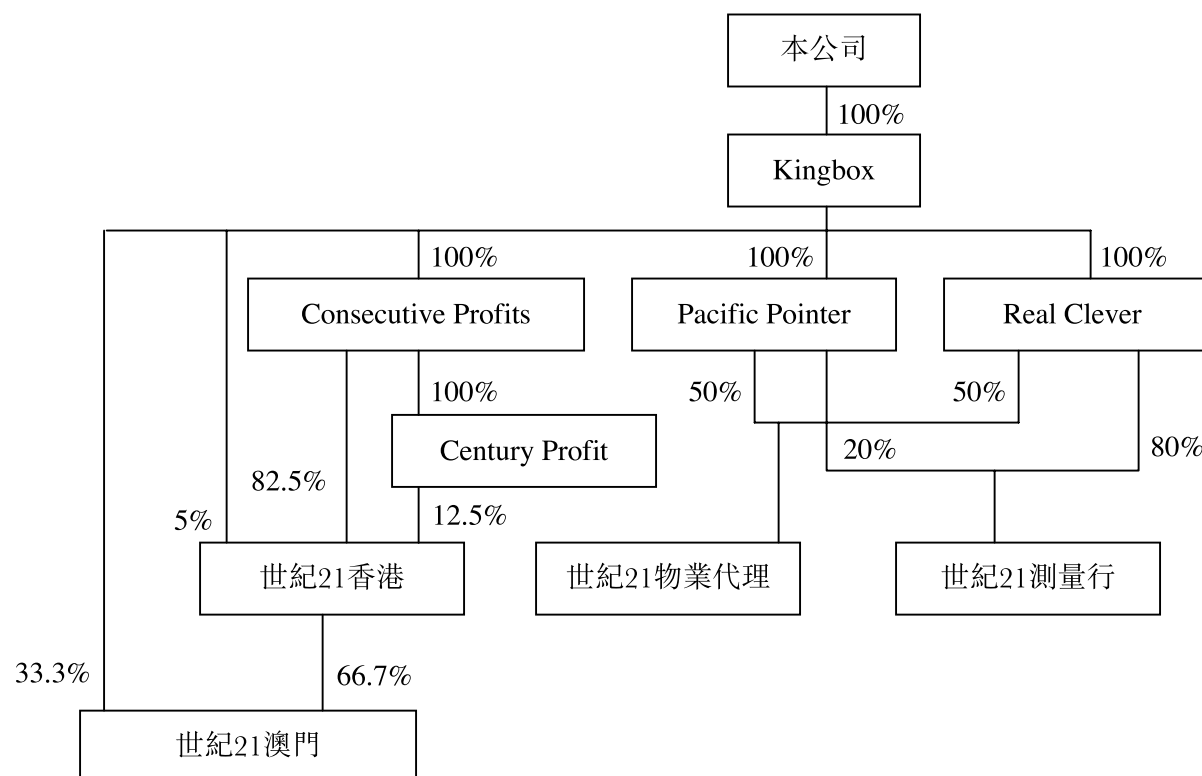 本公司
100%
Kingbox
100%
100%
100%
Consecutive Profits
Pacific Pointer
Real Clever
100%
50%
50%
Century Profit
20%
80%
82.5%
5%
12.5%
世紀21香港
世紀21物業代理
世紀21測量行
33.3%
66.7%
世紀21澳門